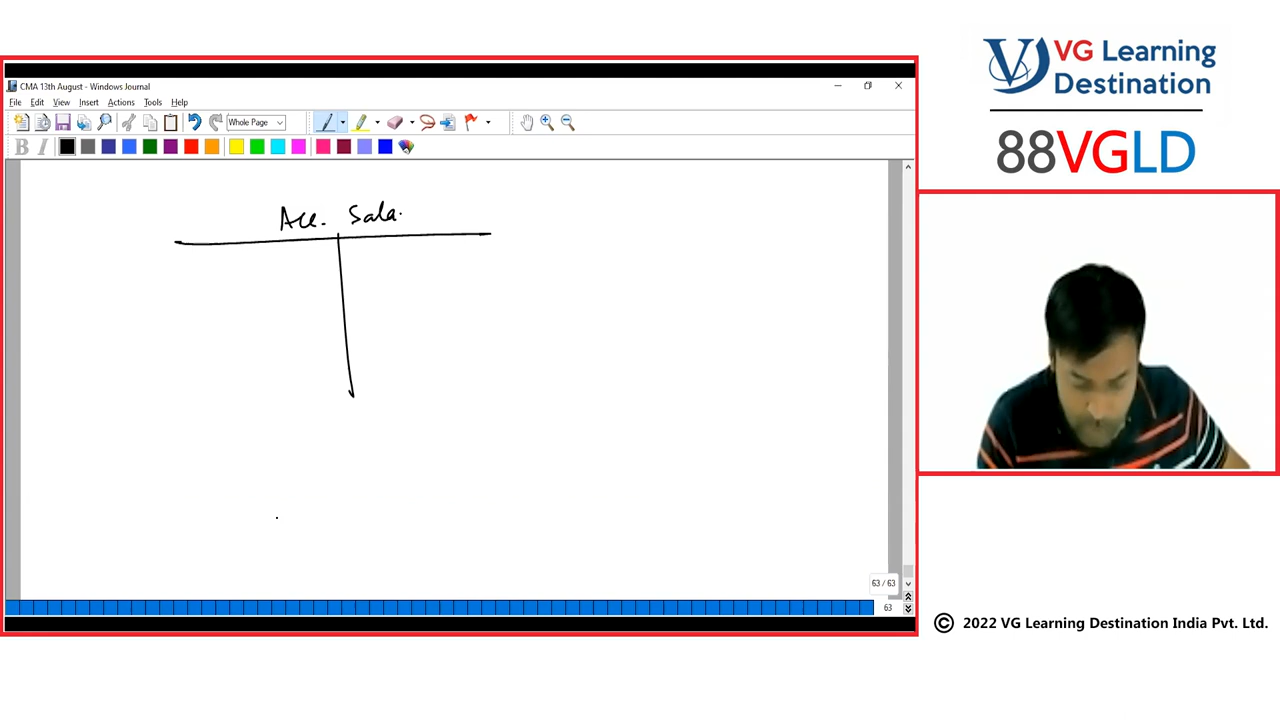 VG Learning
Destination
88VGLD
CMA 13th August - Windows Journal
File Edit View Insert Actions Tools Help
Whole Page
B I
Acc. Sala.
63 / 63
63
© 2022 VG Learning Destination India Pvt. Ltd.